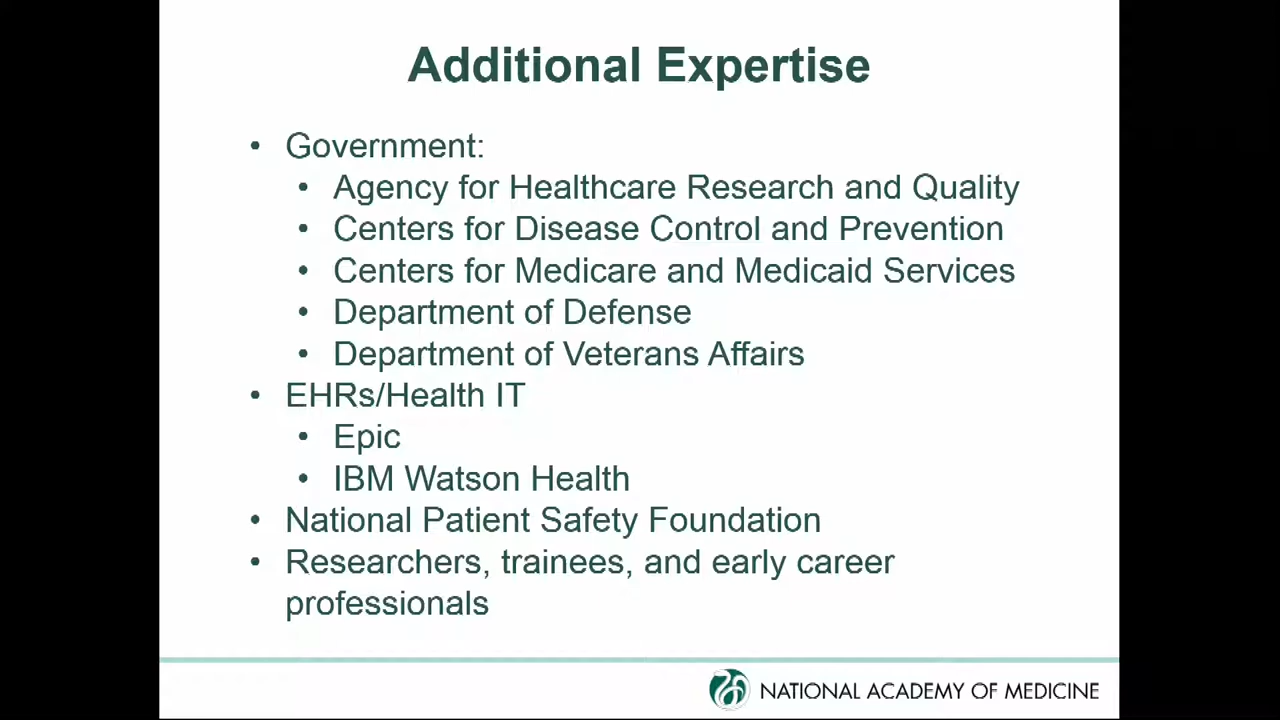 Additional Expertise
• Government:
• Agency for Healthcare Research and Quality
• Centers for Disease Control and Prevention
• Centers for Medicare and Medicaid Services
• Department of Defense
• Department of Veterans Affairs
• EHRs/Health IT
• Epic
• IBM Watson Health
• National Patient Safety Foundation
• Researchers, trainees, and early career
professionals
NATIONAL ACADEMY OF MEDICINE